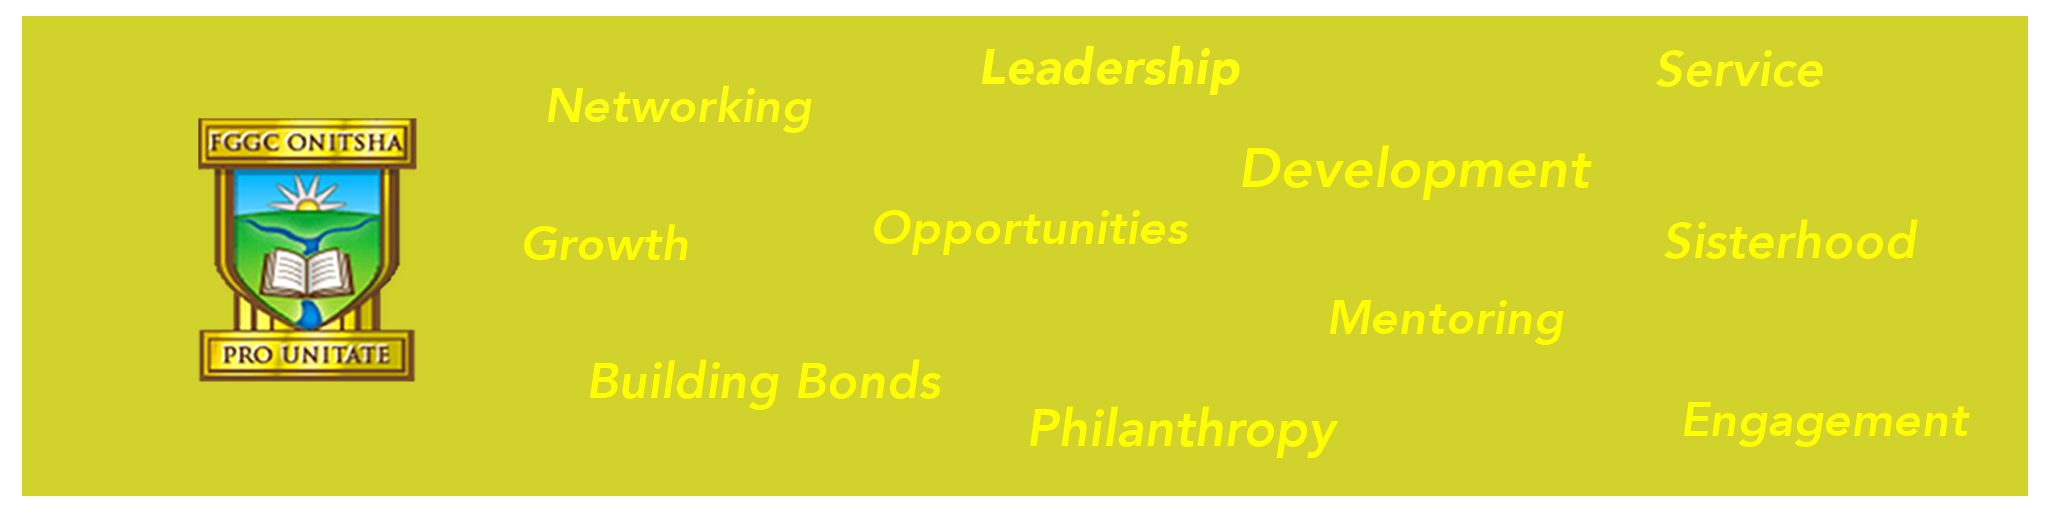 FGGC ONITSHA
PRO UNITATE
Leadership
Service
Networking
Development
Opportunities
Growth
Sisterhood
Mentoring
Building Bonds
Philanthropy
Engagement